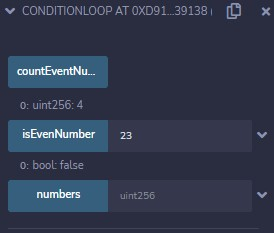 CONDITIONLOOP AT 0XD91...39138 (
countEventNu...
0: uint256: 4
isEvenNumber 23
0: bool: false
numbers uint256